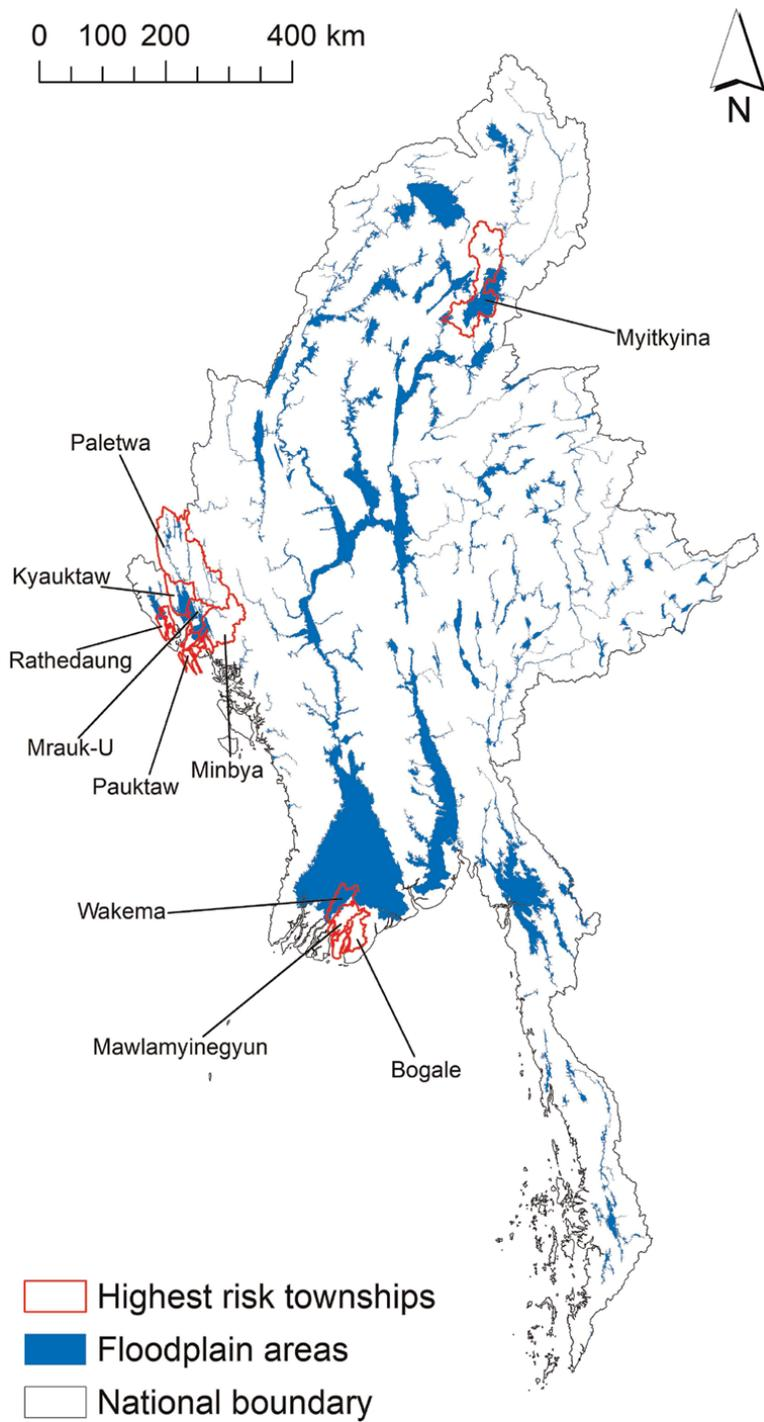 0 100 200 400 km
N
Myitkyina
Paletwa
Kyauktaw
Rathedaung
Mrauk-U
Pauktaw
Minbya
Wakema
Mawlamyinegyun
Bogale
Highest risk townships
Floodplain areas
National boundary